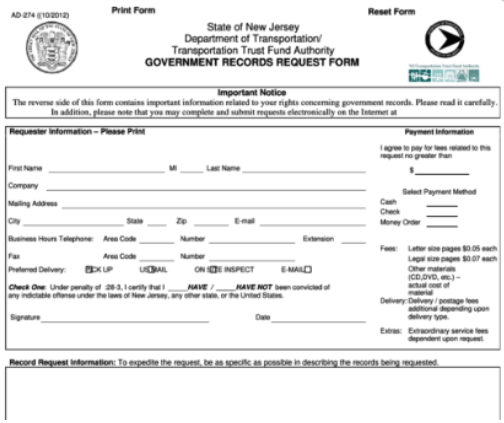 AD-274 ((10/2012)
Print Form
Reset Form
State of New Jersey
Department of Transportation/
Transportation Trust Fund Authority
GOVERNMENT RECORDS REQUEST FORM
Important Notice
The reverse side of this form contains important information related to your rights concerning government records. Please read it carefully.
In addition, please note that you may complete and submit requests electronically on the Internet at
Requester Information – Please Print
First Name MI Last Name
Company
Mailing Address
City State Zip E-mail
Business Hours Telephone: Area Code Number Extension
Fax Area Code Number
Preferred Delivery: PICK UP US MAIL ON SITE INSPECT E-MAIL
Check One: Under penalty of :28-3, I certify that I HAVE / HAVE NOT been convicted of
any indictable offense under the laws of New Jersey, any other state, or the United States.
Signature Date
Payment Information
I agree to pay for fees related to this
request no greater than
$
Select Payment Method
Cash
Check
Money Order
Fees: Letter size pages $0.05 each
Legal size pages $0.07 each
Other materials
(CD,DVD, etc.) –
actual cost of
material
Delivery: Delivery / postage fees
additional depending upon
delivery type.
Extras: Extraordinary service fees
dependent upon request.
Record Request Information: To expedite the request, be as specific as possible in describing the records being requested.